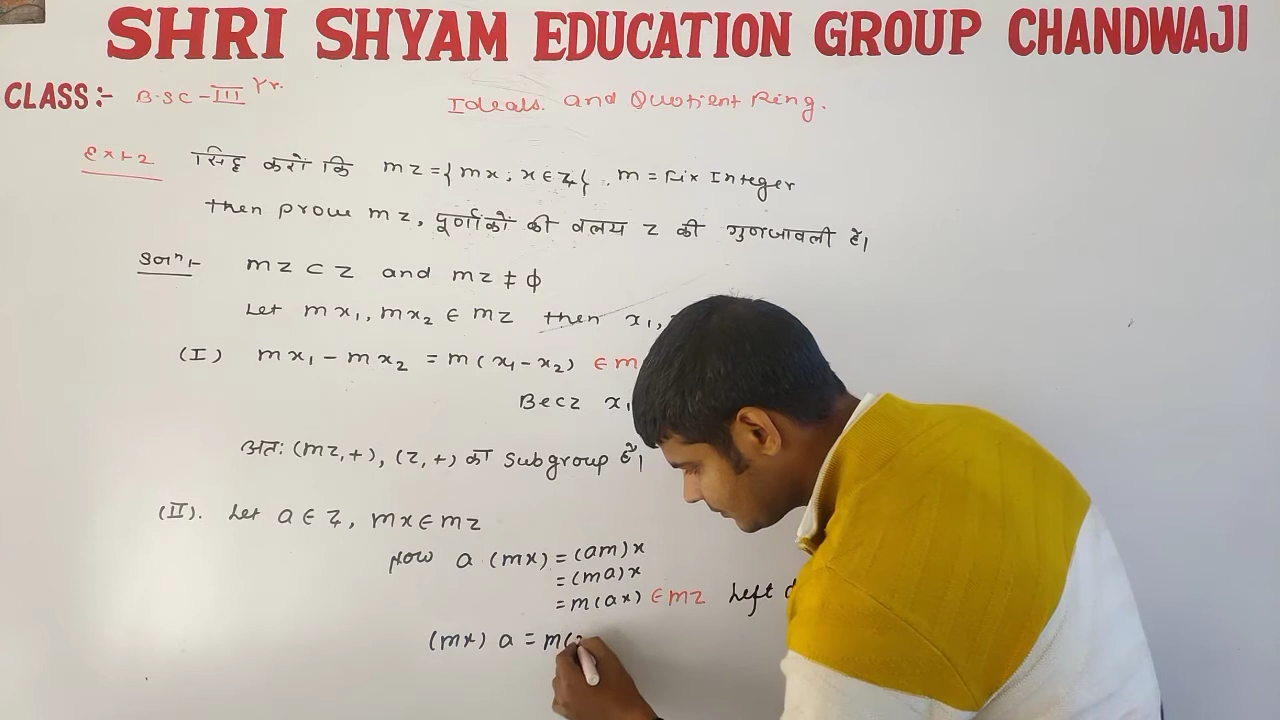 SHRI SHYAM EDUCATION GROUP CHANDWAJI
CLASS:- B.SC-III Yr.
Ideals and Quotient Ring.
Ex:-2 सिद्ध करो कि mz = { mx ; x ∈ Z } , m = Fix Integer
then prove mz, पूर्णांकों की वलय Z की गुणजावली है।
Soln:- mz ⊂ Z and mz ≠ ϕ
Let mx₁, mx₂ ∈ mz then x₁,
(I) mx₁ - mx₂ = m(x₁-x₂) ∈ m
Becz x₁
अतः (mz,+), (z,+) का subgroup है।
(II). Let a ∈ Z, mx ∈ mz
Now a (mx) = (am)x
= (ma)x
= m(ax) ∈ mz Left
(mx) a = m(